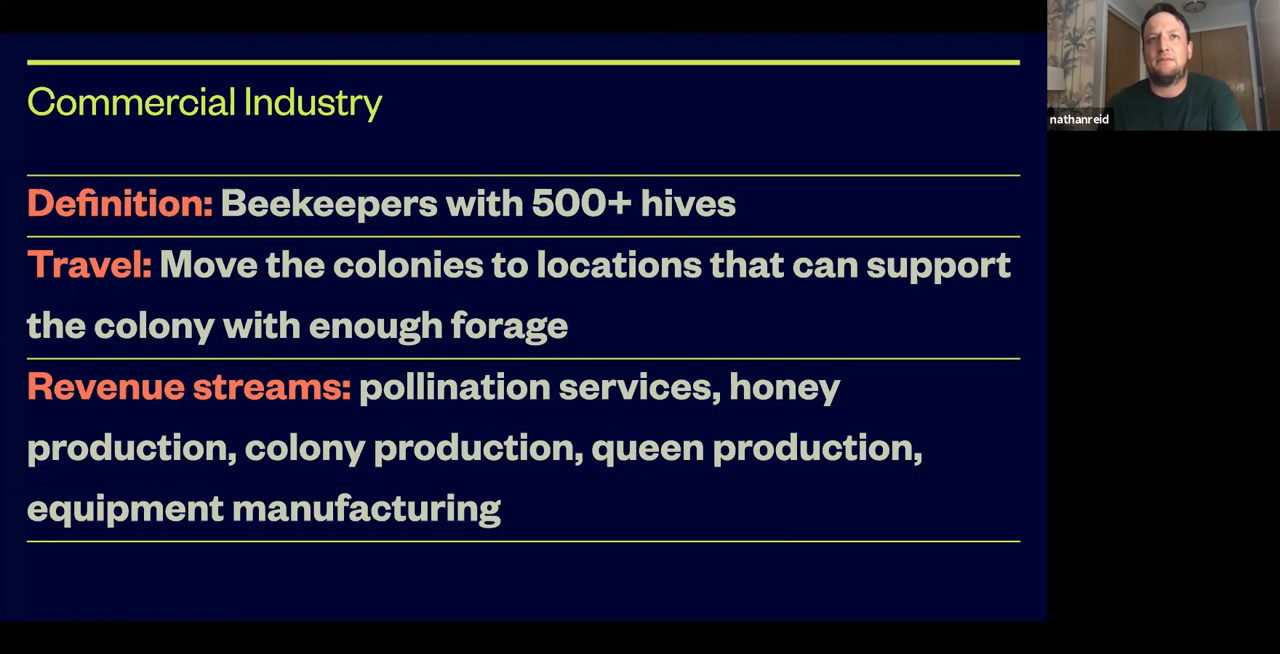 Commercial Industry
Definition: Beekeepers with 500+ hives
Travel: Move the colonies to locations that can support
the colony with enough forage
Revenue streams: pollination services, honey
production, colony production, queen production,
equipment manufacturing
nathanreid